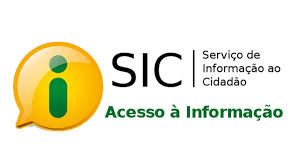 i
SIC
Serviço de
Informação ao
Cidadão
Acesso à Informação